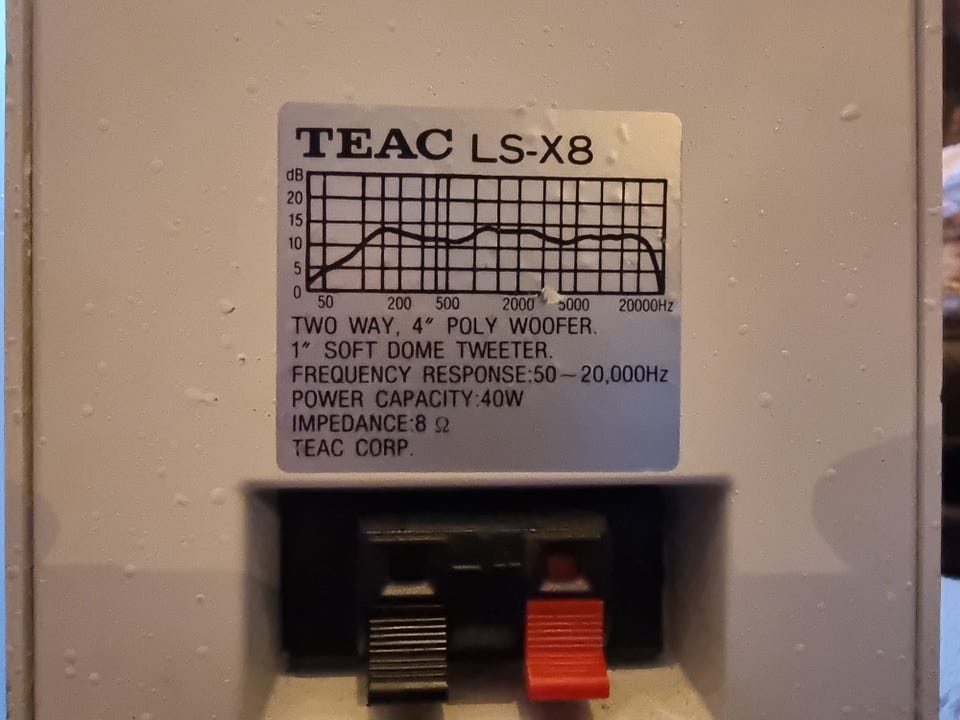 TEAC LS-X8
dB
20
15
10
5
0
50 200 500 2000 5000 20000Hz
TWO WAY, 4″ POLY WOOFER.
1″ SOFT DOME TWEETER.
FREQUENCY RESPONSE:50~20,000Hz
POWER CAPACITY:40W
IMPEDANCE:8 Ω
TEAC CORP.